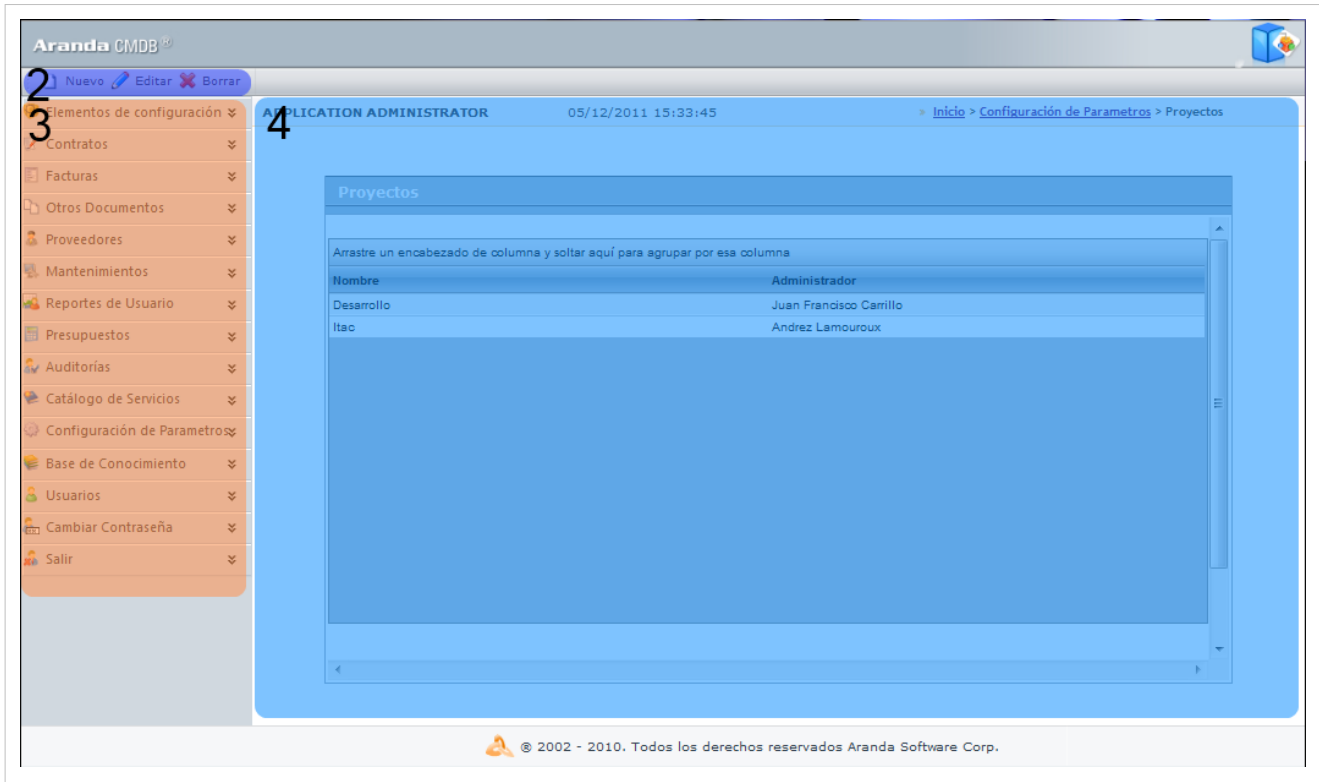 Aranda CMDB ®
2 Nuevo Editar Borrar
3
Elementos de configuración
Contratos
Facturas
Otros Documentos
Proveedores
Mantenimientos
Reportes de Usuario
Presupuestos
Auditorías
Catálogo de Servicios
Configuración de Parametros
Base de Conocimiento
Usuarios
Cambiar Contraseña
Salir
4
APPLICATION ADMINISTRATOR 05/12/2011 15:33:45 Inicio > Configuración de Parametros > Proyectos
Proyectos
Arrastre un encabezado de columna y soltar aquí para agrupar por esa columna
Nombre Administrador
Desarrollo Juan Francisco Carrillo
Itac Andrez Lamouroux
® 2002 - 2010. Todos los derechos reservados Aranda Software Corp.